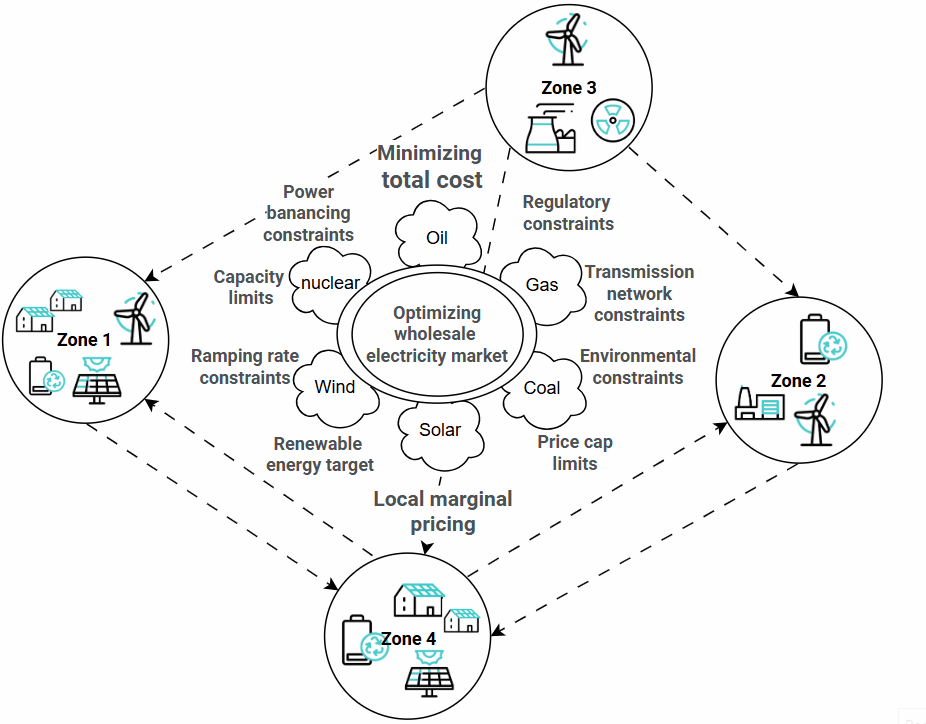 Zone 3
Minimizing
total cost
Power
banancing
constraints
Regulatory
constraints
Oil
Capacity
limits
nuclear
Gas
Transmission
network
constraints
Optimizing
wholesale
electricity market
Zone 1
Ramping rate
constraints
Wind
Coal
Environmental
constraints
Zone 2
Solar
Renewable
energy target
Price cap
limits
Local marginal
pricing
Zone 4